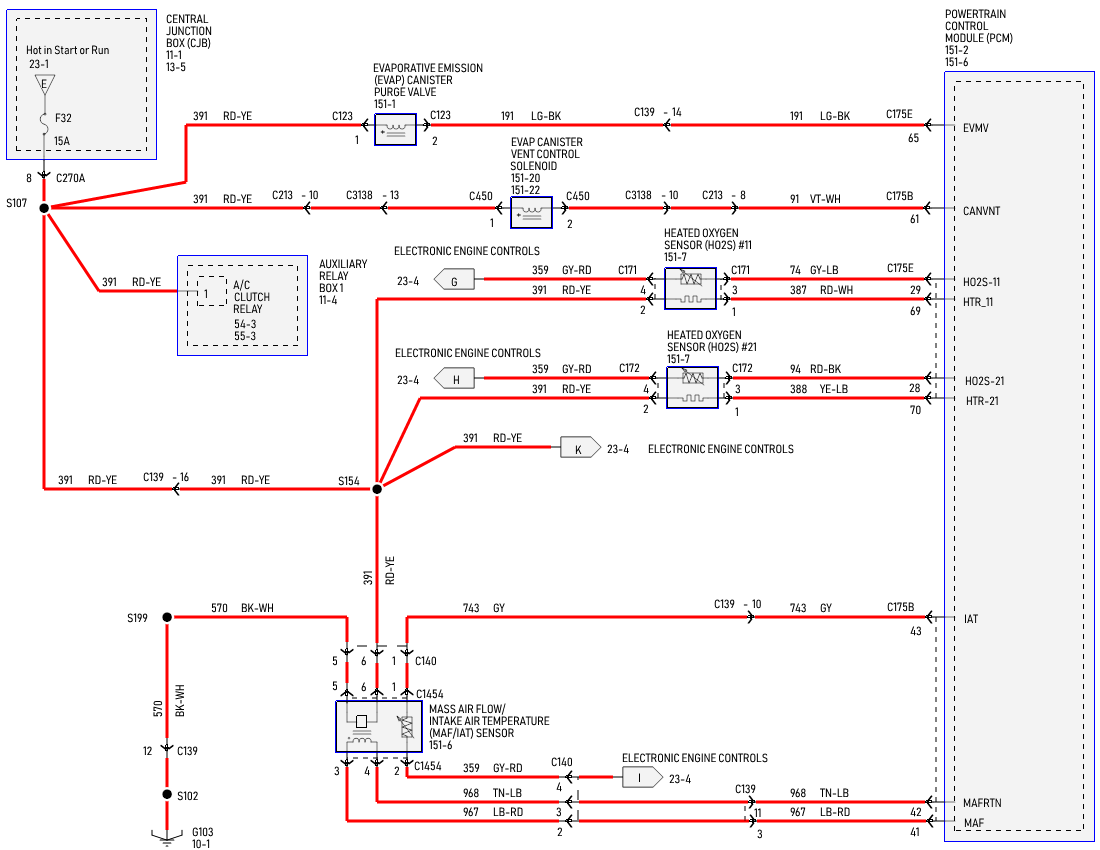 CENTRAL
JUNCTION
BOX (CJB)
11-1
13-5
Hot in Start or Run
23-1
E
F32
15A
8
C270A
S107
POWERTRAIN
CONTROL
MODULE (PCM)
151-2
151-6
EVAPORATIVE EMISSION
(EVAP) CANISTER
PURGE VALVE
151-1
391 RD-YE C123 C123 191 LG-BK C139 - 14 191 LG-BK C175E
1 2 65
EVMV
EVAP CANISTER
VENT CONTROL
SOLENOID
151-20
151-22
391 RD-YE C213 - 10 C3138 - 13 C450 C450 C3138 - 10 C213 - 8 91 VT-WH C175B
1 2 61
CANVNT
391 RD-YE
1
A/C
CLUTCH
RELAY
54-3
55-3
AUXILIARY
RELAY
BOX 1
11-4
HEATED OXYGEN
SENSOR (HO2S) #11
151-7
ELECTRONIC ENGINE CONTROLS
23-4 G 359 GY-RD C171 C171 74 GY-LB C175E
HO2S-11
391 RD-YE 4 3 387 RD-WH 29
HTR_11
2 1 69
HEATED OXYGEN
SENSOR (HO2S) #21
151-7
ELECTRONIC ENGINE CONTROLS
23-4 H 359 GY-RD C172 C172 94 RD-BK
HO2S-21
391 RD-YE 4 3 388 YE-LB 28
HTR-21
2 1 70
391 RD-YE
K 23-4 ELECTRONIC ENGINE CONTROLS
391 RD-YE C139 - 16 391 RD-YE S154
391 RD-YE
S199 570 BK-WH
743 GY C139 - 10 743 GY C175B
IAT
43
5 6 1 C140
5 6 1 C1454
570 BK-WH
12 C139
S102
G103
10-1
MASS AIR FLOW/
INTAKE AIR TEMPERATURE
(MAF/IAT) SENSOR
151-6
3 4 2 C1454
359 GY-RD C140
ELECTRONIC ENGINE CONTROLS
I 23-4
4
968 TN-LB C139 968 TN-LB
MAFRTN
3 11 42
967 LB-RD 967 LB-RD
MAF
2 3 41